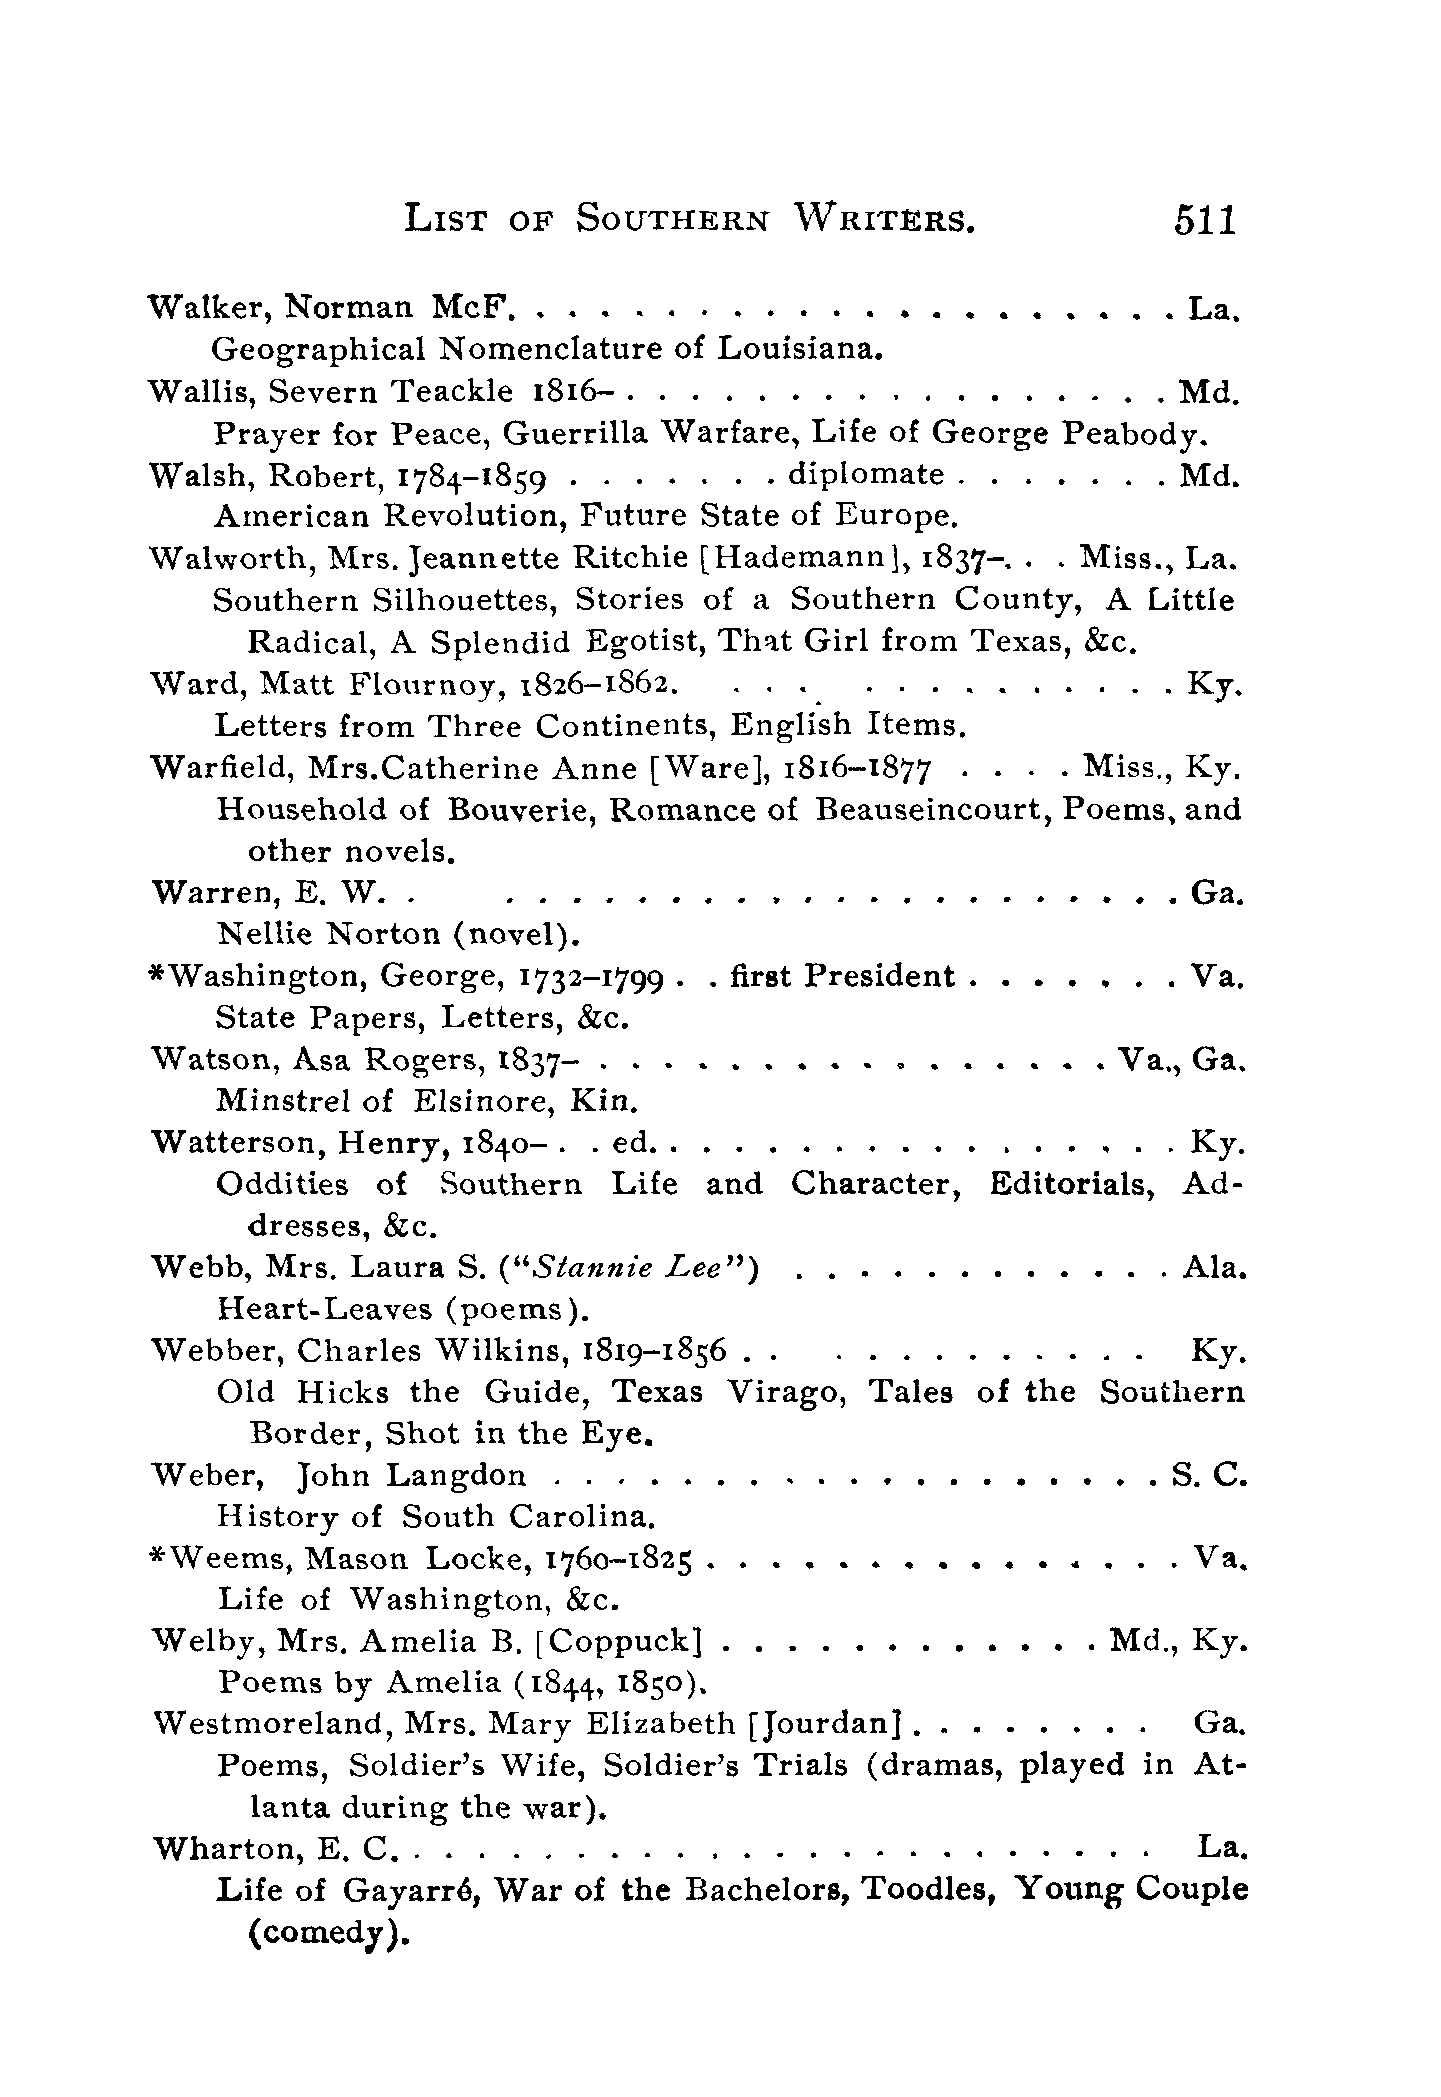 List of Southern Writers. 511
Walker, Norman McF. . . . . . . . . . . . . . . . . . . . . La.
Geographical Nomenclature of Louisiana.
Wallis, Severn Teackle 1816– . . . . . . . . . . . . . . . . . Md.
Prayer for Peace, Guerrilla Warfare, Life of George Peabody.
Walsh, Robert, 1784–1859 . . . . . . . diplomate . . . . . . . Md.
American Revolution, Future State of Europe.
Walworth, Mrs. Jeannette Ritchie [Hademann], 1837–. . . Miss., La.
Southern Silhouettes, Stories of a Southern County, A Little
Radical, A Splendid Egotist, That Girl from Texas, &c.
Ward, Matt Flournoy, 1826–1862. . . . . . . . . . . . . . Ky.
Letters from Three Continents, English Items.
Warfield, Mrs. Catherine Anne [Ware], 1816–1877 . . . . Miss., Ky.
Household of Bouverie, Romance of Beauseincourt, Poems, and
other novels.
Warren, E. W. . . . . . . . . . . . . . . . . . . . . . . Ga.
Nellie Norton (novel).
*Washington, George, 1732–1799 . . first President . . . . . . . Va.
State Papers, Letters, &c.
Watson, Asa Rogers, 1837– . . . . . . . . . . . . . . . . Va., Ga.
Minstrel of Elsinore, Kin.
Watterson, Henry, 1840– . . ed. . . . . . . . . . . . . . . . . Ky.
Oddities of Southern Life and Character, Editorials, Ad-
dresses, &c.
Webb, Mrs. Laura S. ("Stannie Lee") . . . . . . . . . . . . Ala.
Heart-Leaves (poems).
Webber, Charles Wilkins, 1819–1856 . . . . . . . . . . . . Ky.
Old Hicks the Guide, Texas Virago, Tales of the Southern
Border, Shot in the Eye.
Weber, John Langdon . . . . . . . . . . . . . . . . . . . S. C.
History of South Carolina.
*Weems, Mason Locke, 1760–1825 . . . . . . . . . . . . . . . Va.
Life of Washington, &c.
Welby, Mrs. Amelia B. [Coppuck] . . . . . . . . . . . . Md., Ky.
Poems by Amelia (1844, 1850).
Westmoreland, Mrs. Mary Elizabeth [Jourdan] . . . . . . . . Ga.
Poems, Soldier's Wife, Soldier's Trials (dramas, played in At-
lanta during the war).
Wharton, E. C. . . . . . . . . . . . . . . . . . . . . . . . La.
Life of Gayarré, War of the Bachelors, Toodles, Young Couple
(comedy).